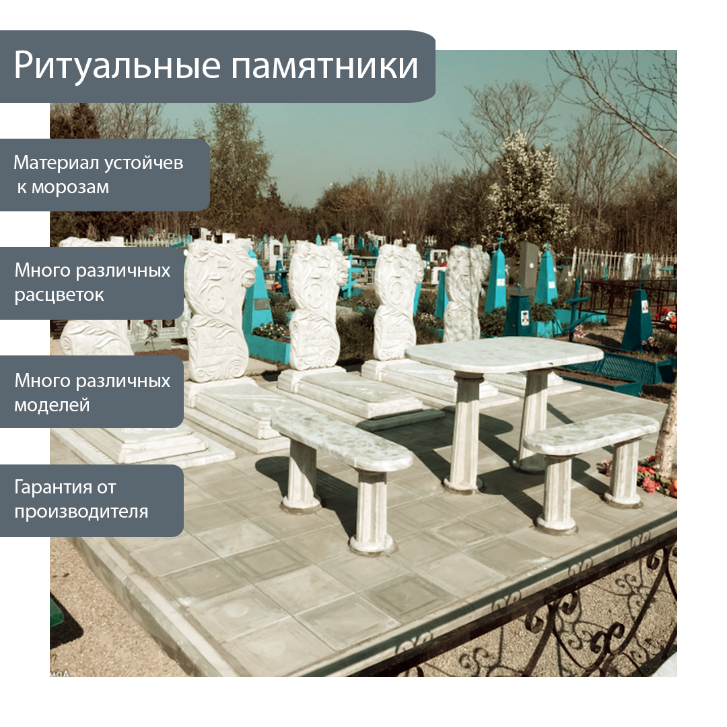 Ритуальные памятники
Материал устойчев
к морозам
Много различных
расцветок
Много различных
моделей
Гарантия от
производителя